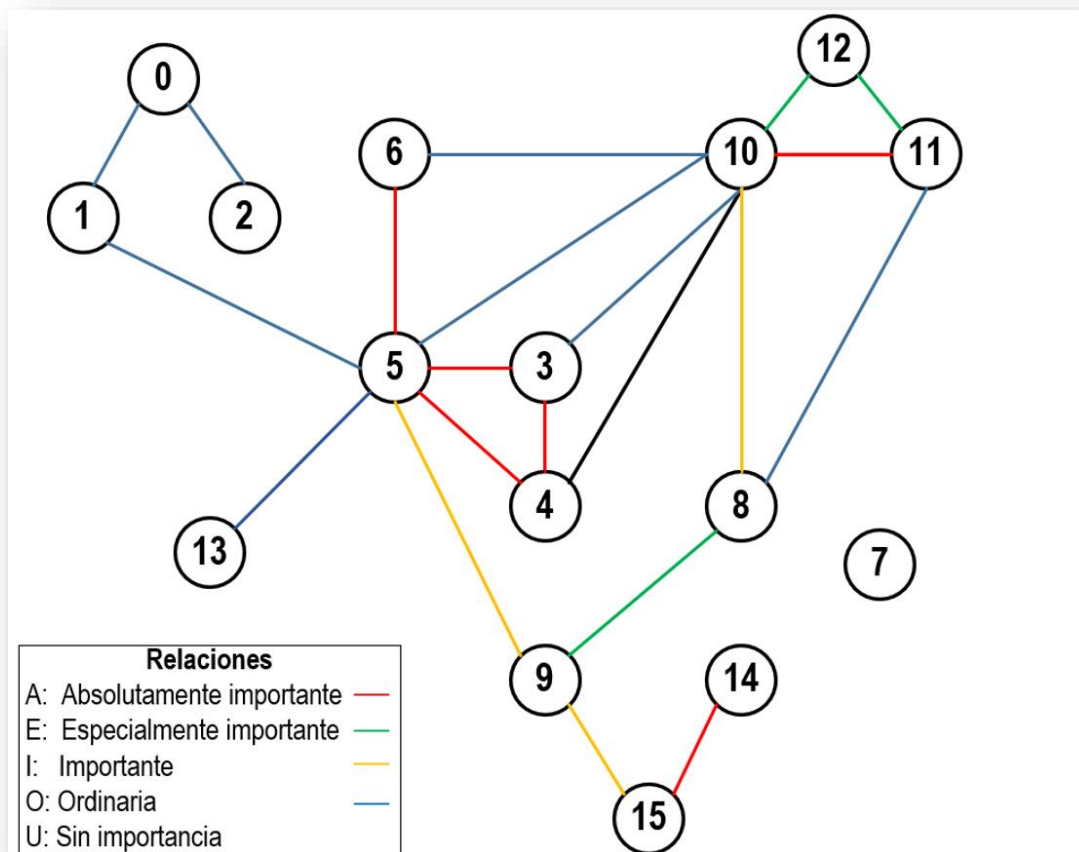 12
0
6
10
11
1
2
5
3
4
8
13
7
9
14
15
Relaciones
A: Absolutamente importante
E: Especialmente importante
I: Importante
O: Ordinaria
U: Sin importancia